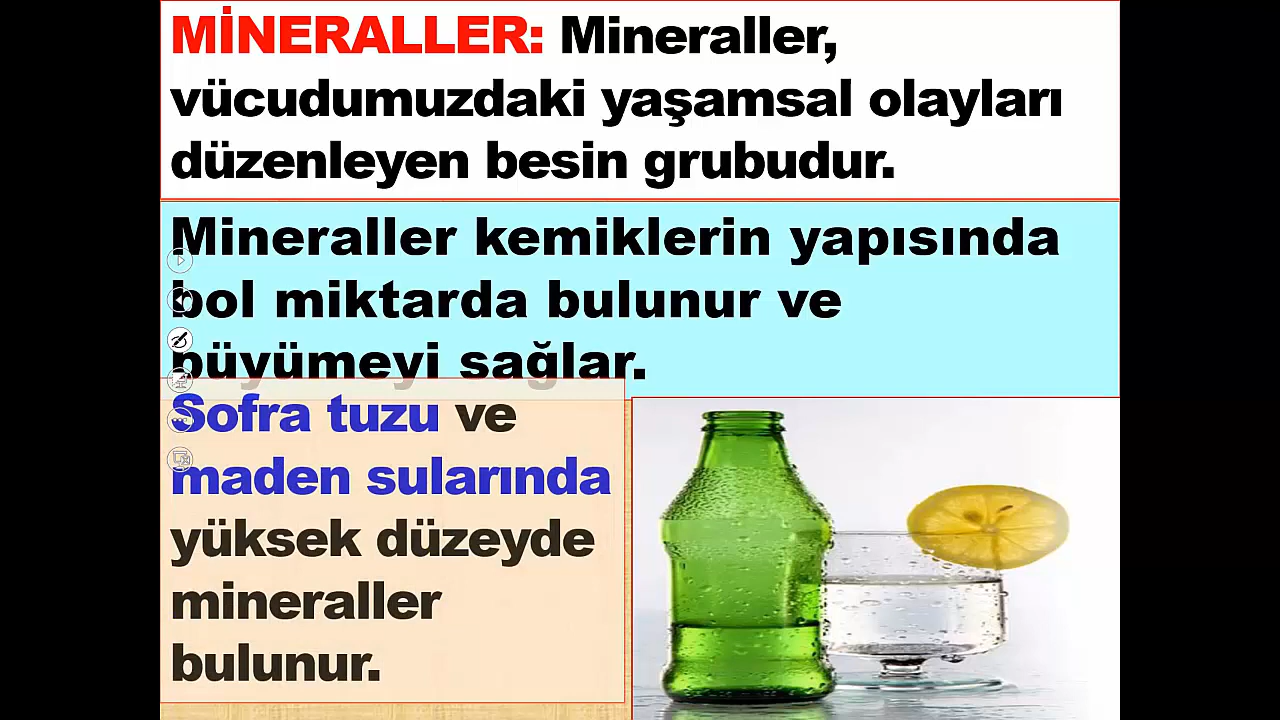 MİNERALLER: Mineraller,
vücudumuzdaki yaşamsal olayları
düzenleyen besin grubudur.
Mineraller kemiklerin yapısında
bol miktarda bulunur ve
büyümeyi sağlar.
Sofra tuzu ve
maden sularında
yüksek düzeyde
mineraller
bulunur.